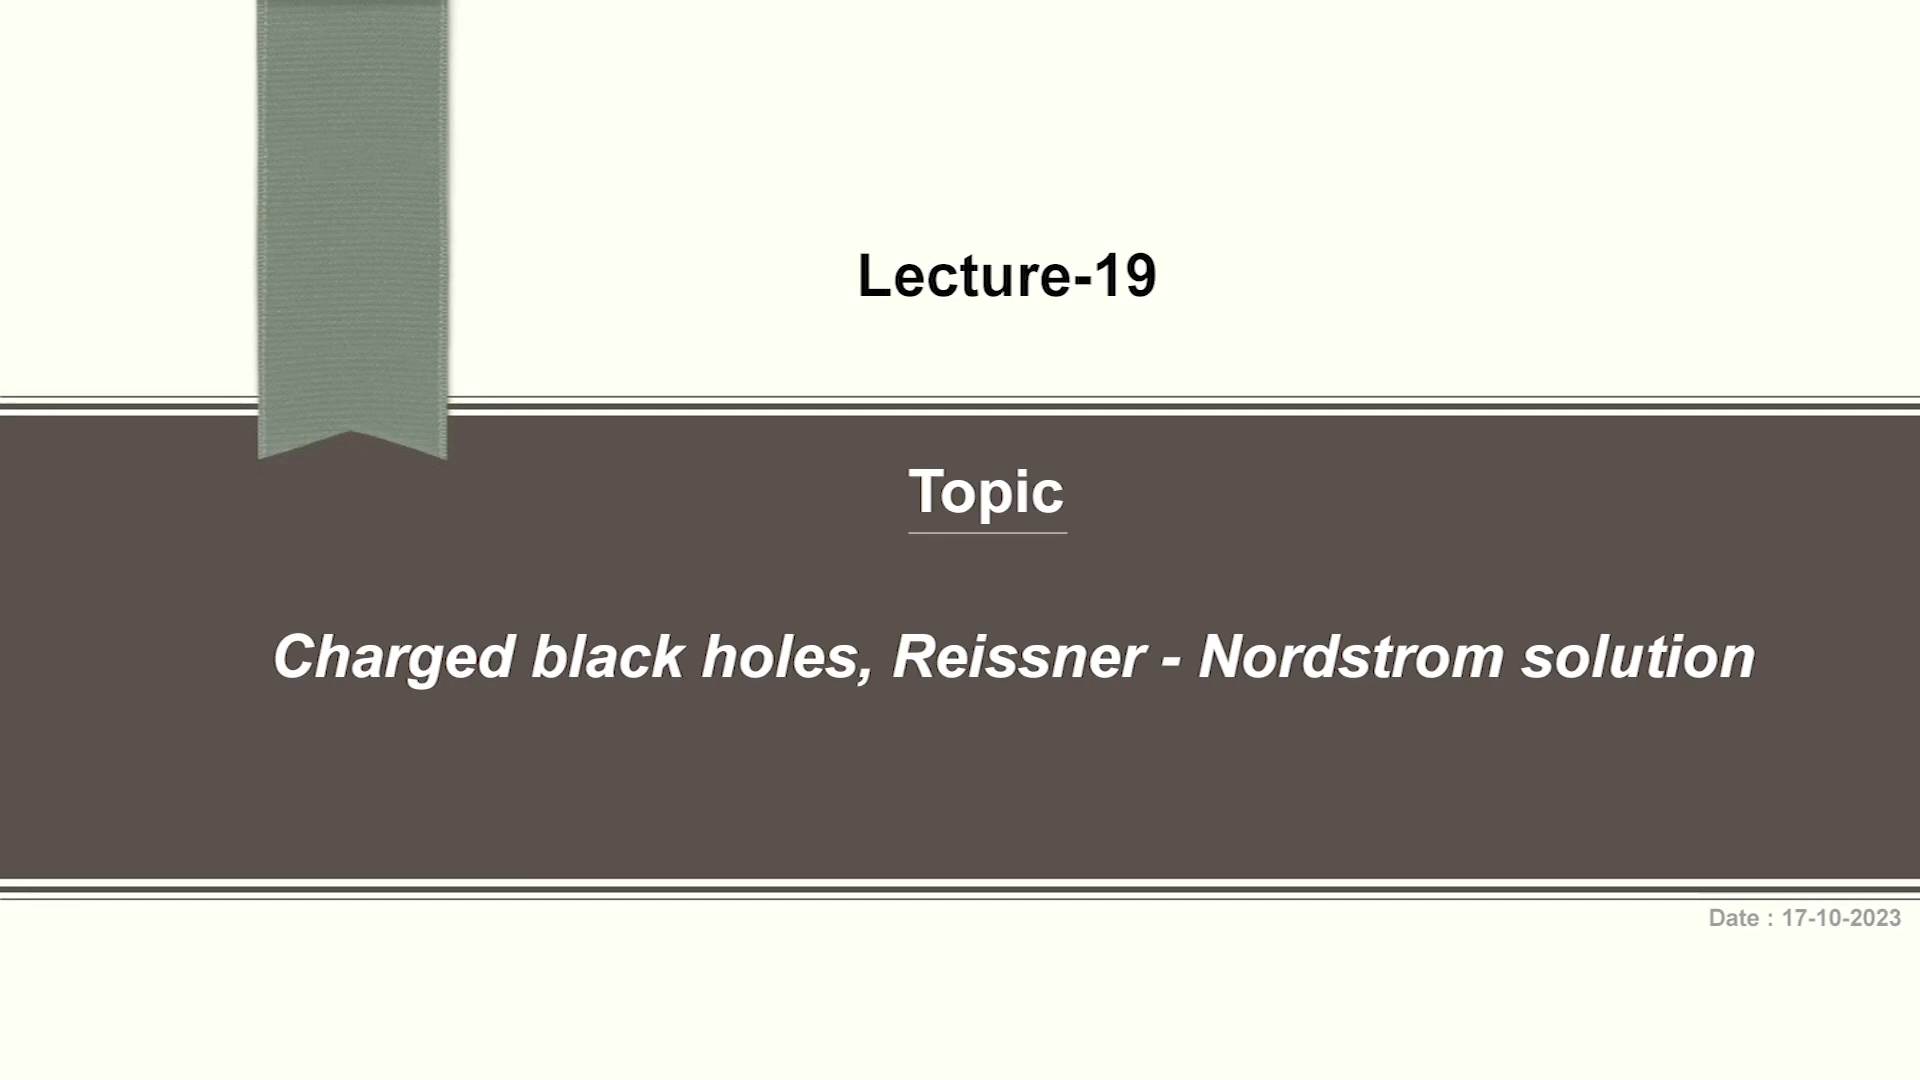 Lecture-19
Topic
Charged black holes, Reissner - Nordstrom solution
Date : 17-10-2023